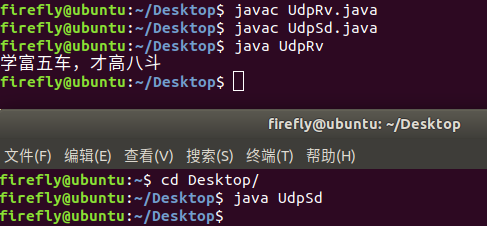 firefly@ubuntu:~/Desktop$ javac UdpRv.java
firefly@ubuntu:~/Desktop$ javac UdpSd.java
firefly@ubuntu:~/Desktop$ java UdpRv
学富五车，才高八斗
firefly@ubuntu:~/Desktop$
firefly@ubuntu: ~/Desktop
文件(F) 编辑(E) 查看(V) 搜索(S) 终端(T) 帮助(H)
firefly@ubuntu:~$ cd Desktop/
firefly@ubuntu:~/Desktop$ java UdpSd
firefly@ubuntu:~/Desktop$